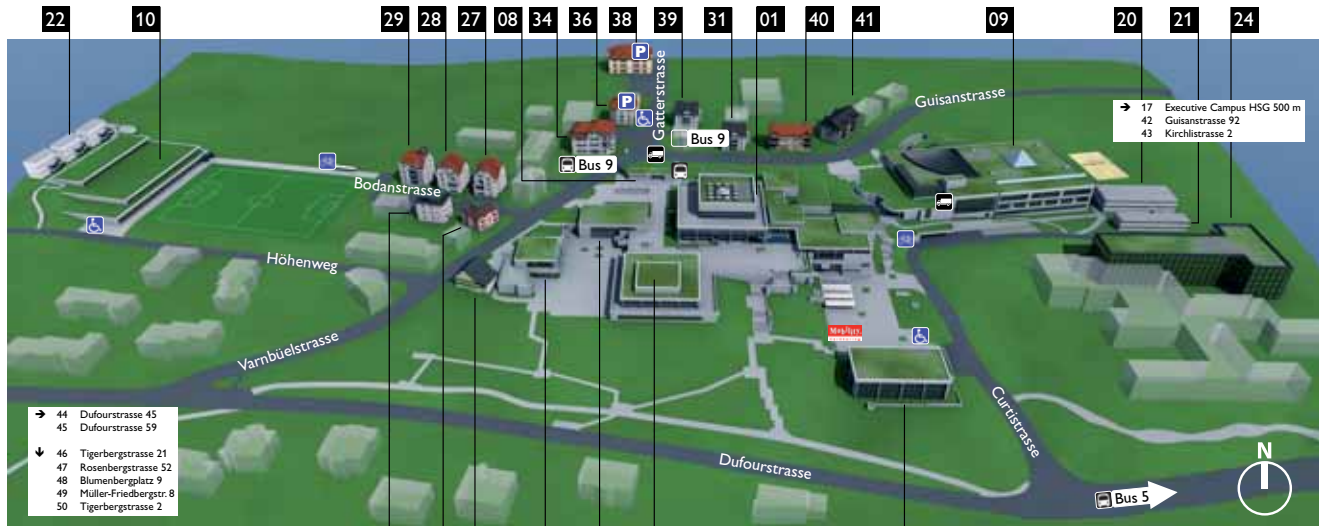 22
10
29
28
27
08
34
36
38
39
31
01
40
41
09
20
21
24
P
P
Gatterstrasse
Guisanstrasse
→ 17 Executive Campus HSG 500 m
42 Guisanstrasse 92
43 Kirchlistrasse 2
Bus 9
Bus 9
Bodanstrasse
Höhenweg
Varnbüelstrasse
Mobility
→ 44 Dufourstrasse 45
45 Dufourstrasse 59
↓ 46 Tigerbergstrasse 21
47 Rosenbergstrasse 52
48 Blumenbergplatz 9
49 Müller-Friedbergstr. 8
50 Tigerbergstrasse 2
Curtistrasse
Dufourstrasse
N
Bus 5